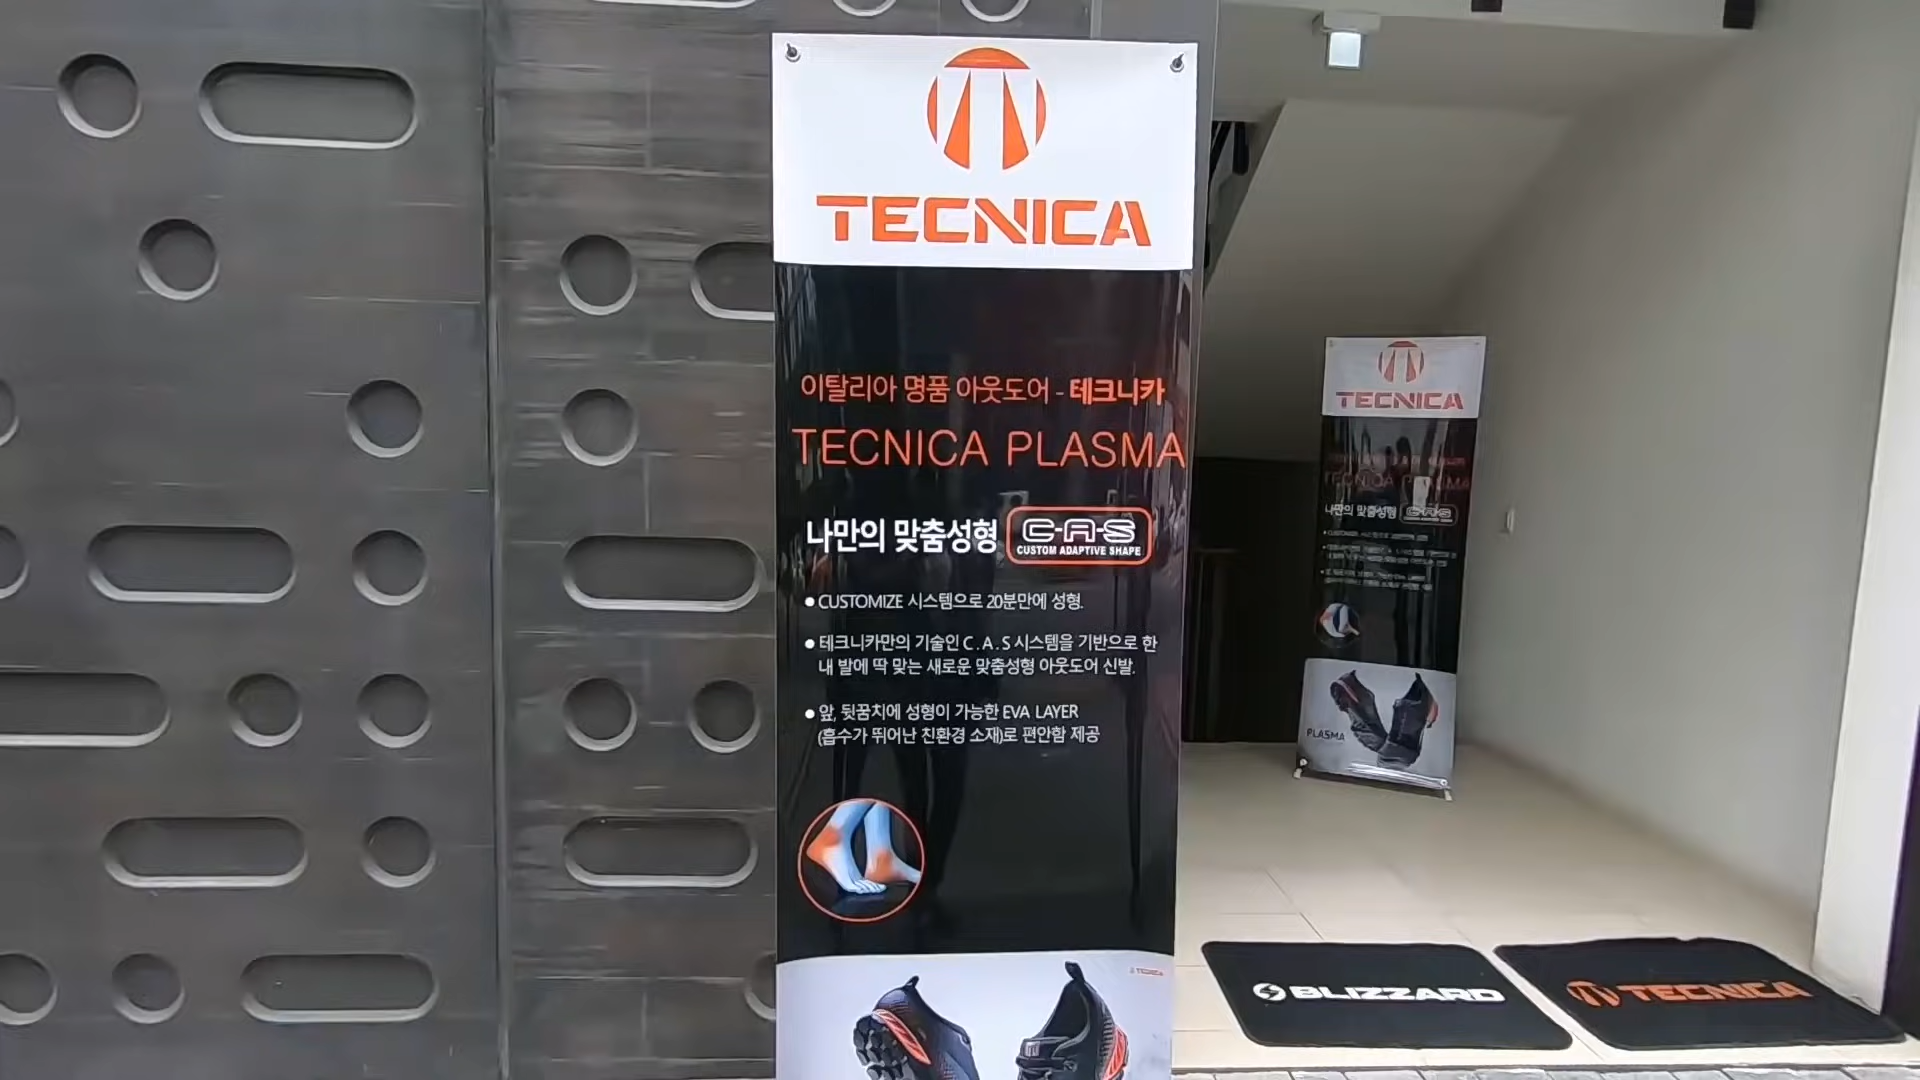 TECNICA
이탈리아 명품 아웃도어 - 테크니카
TECNICA PLASMA
나만의 맞춤성형 C-A-S
CUSTOM ADAPTIVE SHAPE
● CUSTOMIZE 시스템으로 20분만에 성형.
● 테크니카만의 기술인 C.A.S 시스템을 기반으로 한
내 발에 딱 맞는 새로운 맞춤성형 아웃도어 신발.
● 앞, 뒷꿈치에 성형이 가능한 EVA LAYER
(흡수가 뛰어난 친환경 소재)로 편안함 제공
TECNICA
TECNICA
TECNICA PLASMA
나만의 맞춤성형 C-A-S
PLASMA
BLIZZARD
TECNICA